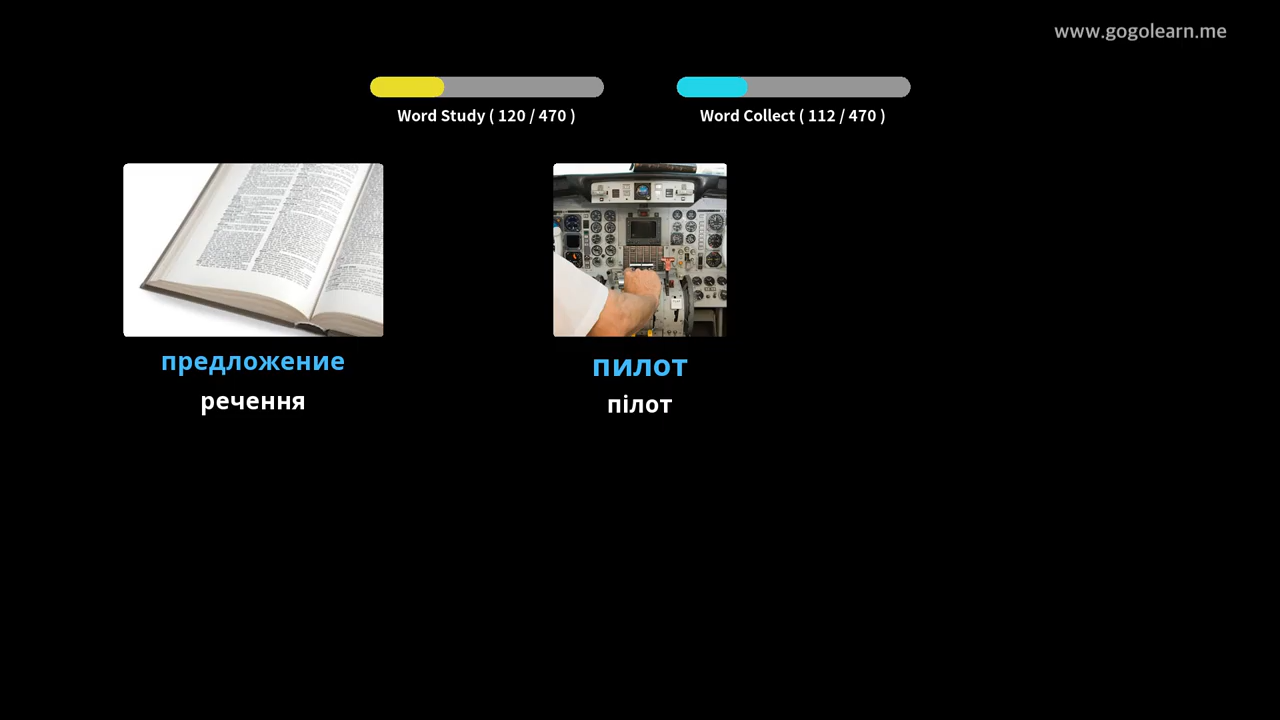 www.gogolearn.me
Word Study ( 120 / 470 )
Word Collect ( 112 / 470 )
предложение
речення
пилот
пілот